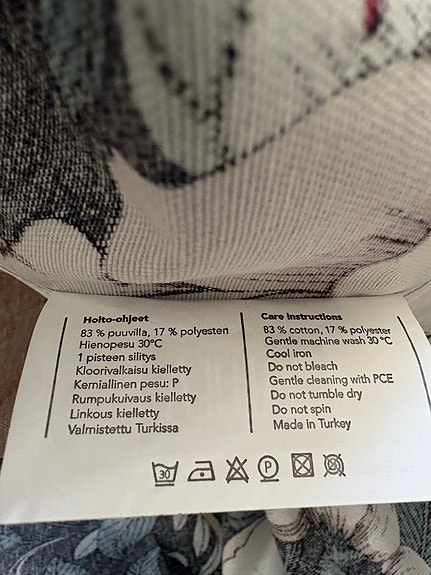 Hoito-ohjeet
83 % puuvilla, 17 % polyesteri
Hienopesu 30°C
1 pisteen silitys
Kloorivalkaisu kielletty
Kemiallinen pesu: P
Rumpukuivaus kielletty
Linkous kielletty
Valmistettu Turkissa
Care instructions
83 % cotton, 17 % polyester
Gentle machine wash 30 °C
Cool iron
Do not bleach
Gentle cleaning with PCE
Do not tumble dry
Do not spin
Made in Turkey
30 P